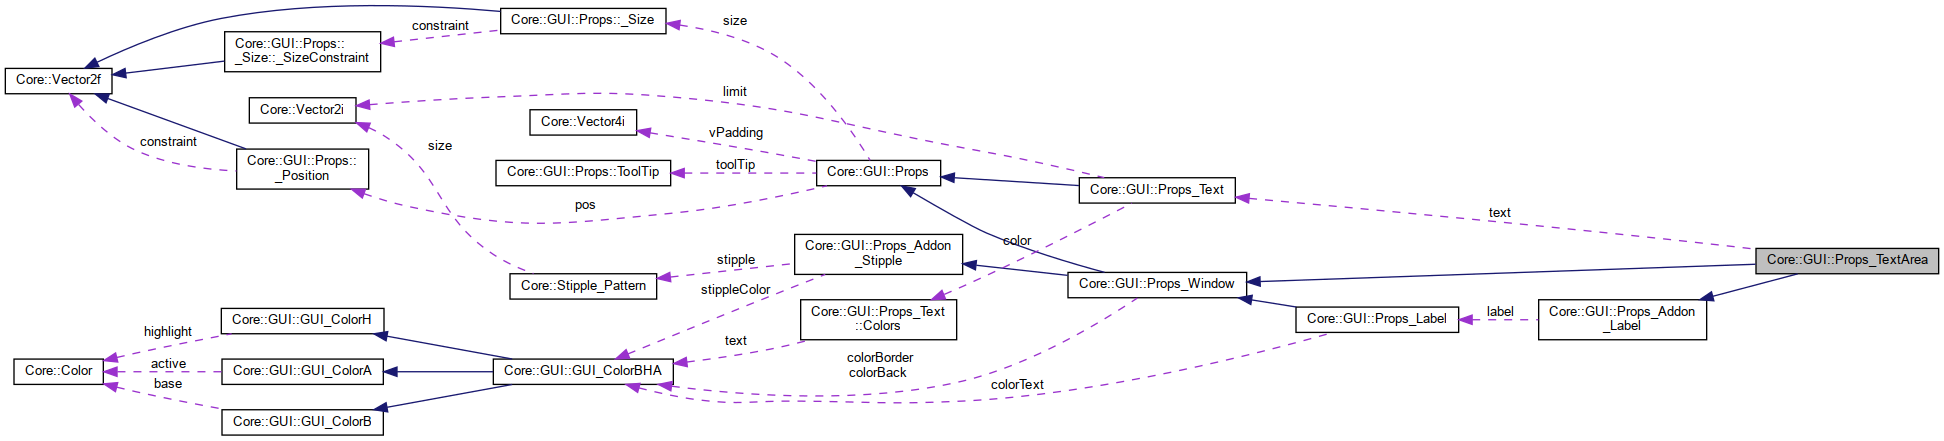 Core::GUI::Props::_Size
size
constraint
Core::GUI::Props::
_Size::_SizeConstraint
Core::Vector2f
limit
Core::Vector2i
Core::Vector4i
vPadding
constraint
size
Core::GUI::Props::
_Position
Core::GUI::Props::ToolTip
toolTip
Core::GUI::Props
Core::GUI::Props_Text
pos
text
color
Core::GUI::Props_Addon
_Stipple
stipple
Core::GUI::Props_TextArea
Core::Stipple_Pattern
stippleColor
Core::GUI::Props_Window
Core::GUI::GUI_ColorH
Core::GUI::Props_Text
::Colors
Core::GUI::Props_Label
label
Core::GUI::Props_Addon
_Label
highlight
text
colorBorder
colorBack
active
base
Core::Color
Core::GUI::GUI_ColorA
Core::GUI::GUI_ColorBHA
colorText
Core::GUI::GUI_ColorB